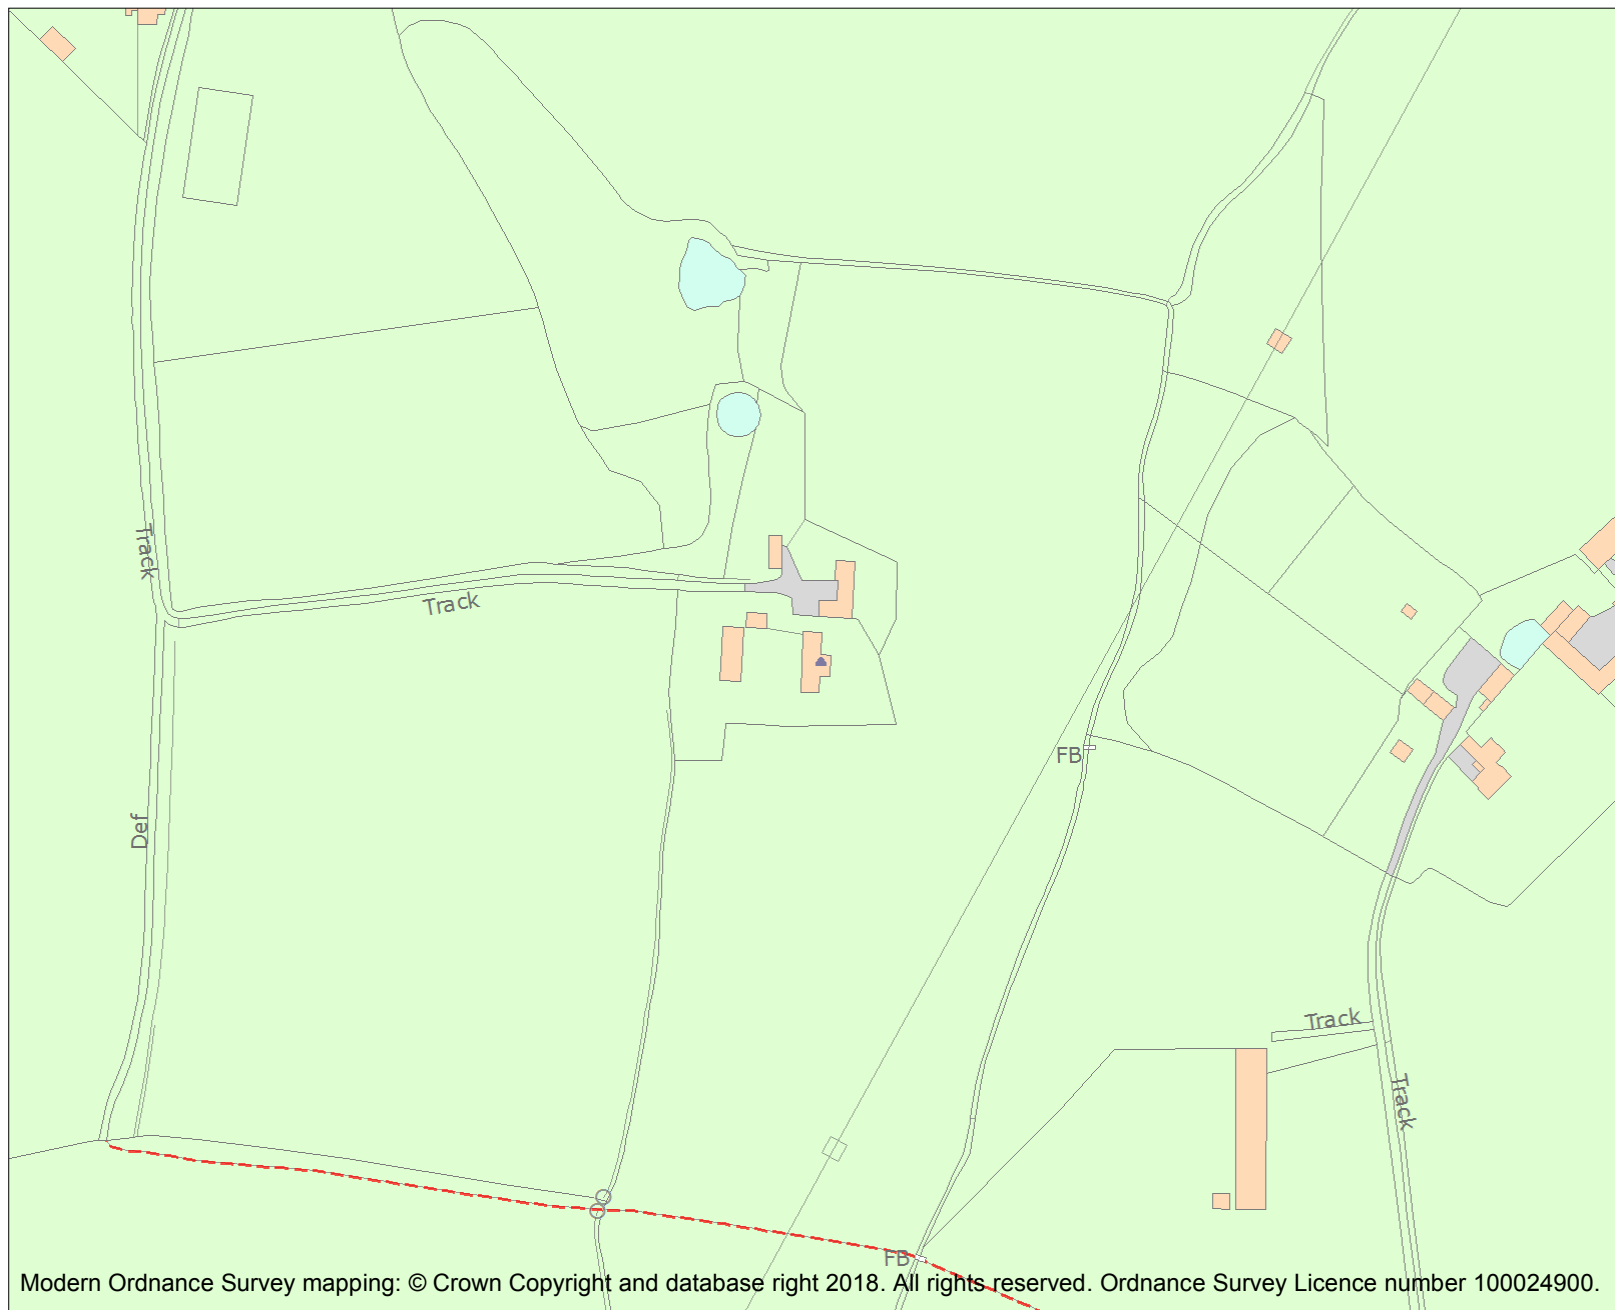 Track
Track
Def
FB
Track
Track
FB
Modern Ordnance Survey mapping: © Crown Copyright and database right 2018. All rights reserved. Ordnance Survey Licence number 100024900.